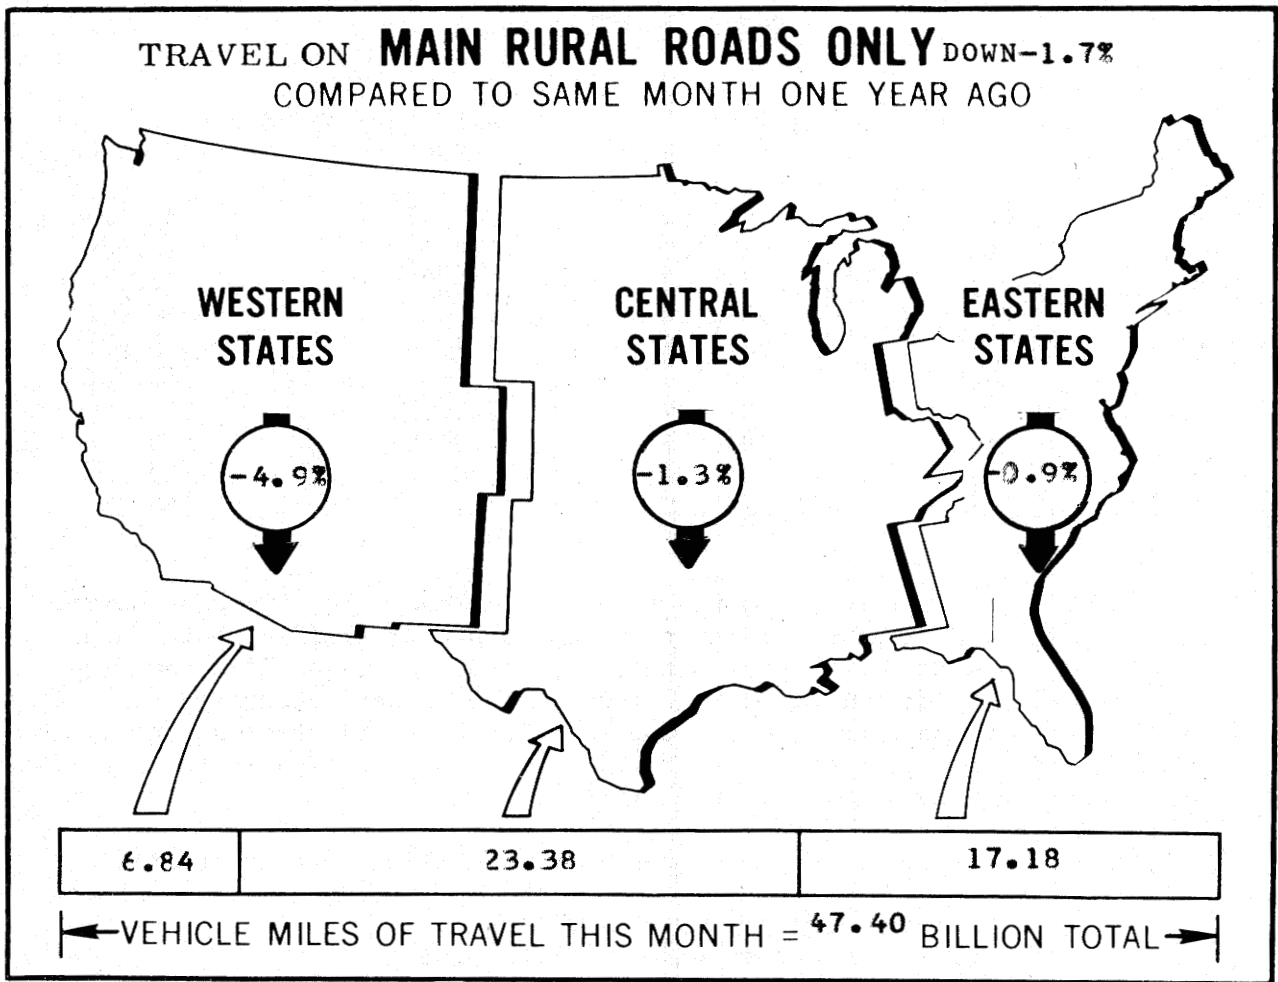 TRAVEL ON MAIN RURAL ROADS ONLY DOWN-1.7%
COMPARED TO SAME MONTH ONE YEAR AGO
WESTERN
STATES
CENTRAL
STATES
EASTERN
STATES
-4.9%
-1.3%
-0.9%
6.84
23.38
17.18
VEHICLE MILES OF TRAVEL THIS MONTH = 47.40 BILLION TOTAL